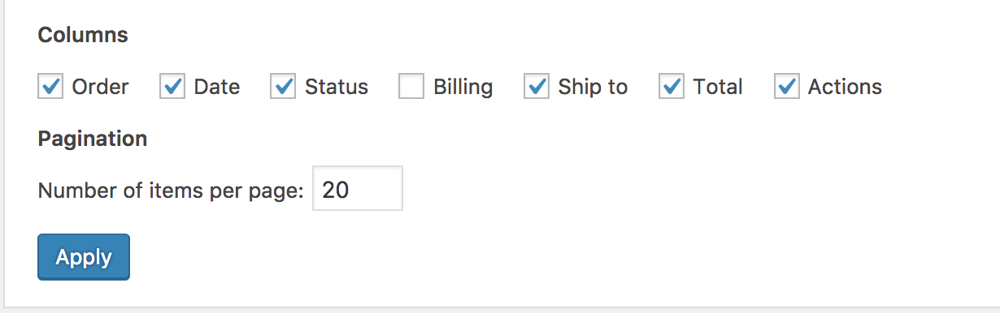 Columns
Order Date Status Billing Ship to Total Actions
Pagination
Number of items per page: 20
Apply